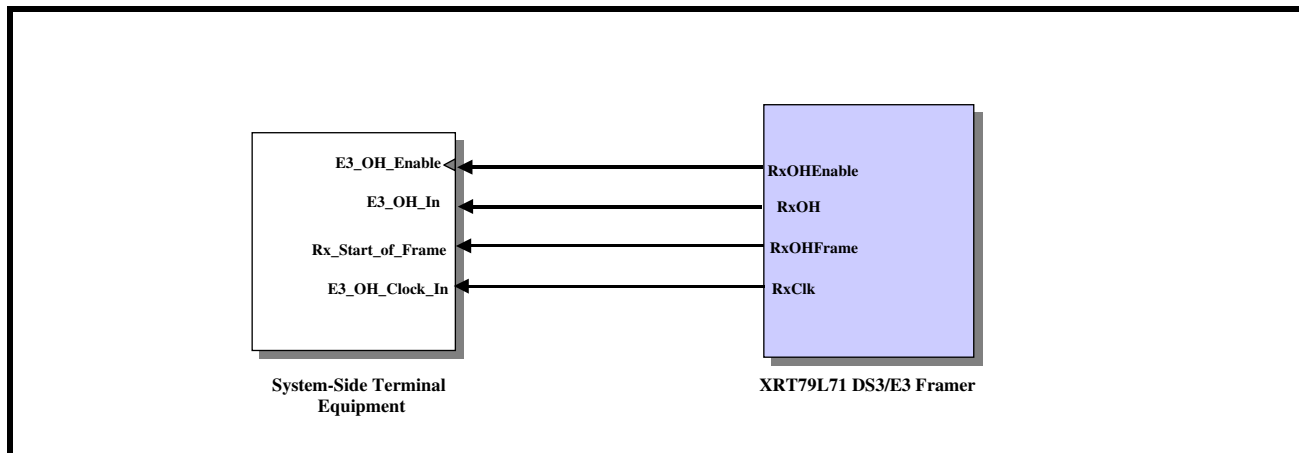 E3_OH_Enable
RxOHEnable
E3_OH_In
RxOH
Rx_Start_of_Frame
RxOHFrame
E3_OH_Clock_In
RxClk
System-Side Terminal
Equipment
XRT79L71 DS3/E3 Framer